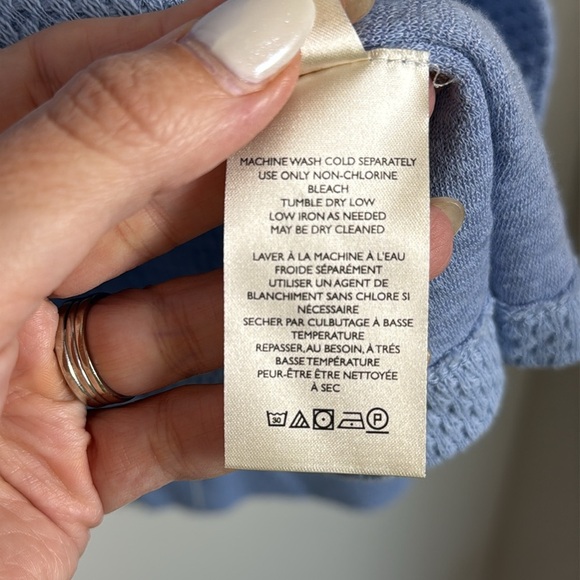 MACHINE WASH COLD SEPARATELY
USE ONLY NON-CHLORINE
BLEACH
TUMBLE DRY LOW
LOW IRON AS NEEDED
MAY BE DRY CLEANED
LAVER À LA MACHINE À L'EAU
FROIDE SÉPARÉMENT
UTILISER UN AGENT DE
BLANCHIMENT SANS CHLORE SI
NÉCESSAIRE
SECHER PAR CULBUTAGE À BASSE
TEMPERATURE
REPASSER, AU BESOIN, À TRÉS
BASSE TEMPÉRATURE
PEUR-ÊTRE ÊTRE NETTOYÉE
À SEC
30 P